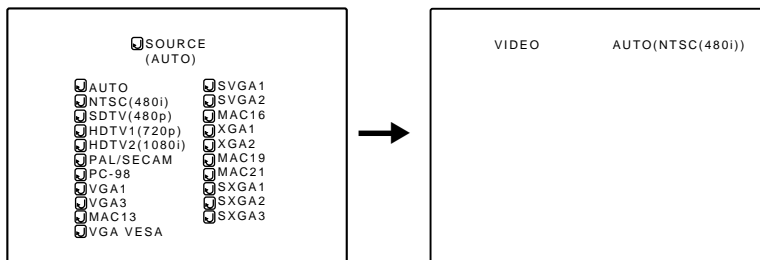 SOURCE
(AUTO)
AUTO
NTSC(480i)
SDTV(480p)
HDTV1(720p)
HDTV2(1080i)
PAL/SECAM
PC-98
VGA1
VGA3
MAC13
VGA VESA
SVGA1
SVGA2
MAC16
XGA1
XGA2
MAC19
MAC21
SXGA1
SXGA2
SXGA3
VIDEO AUTO(NTSC(480i))